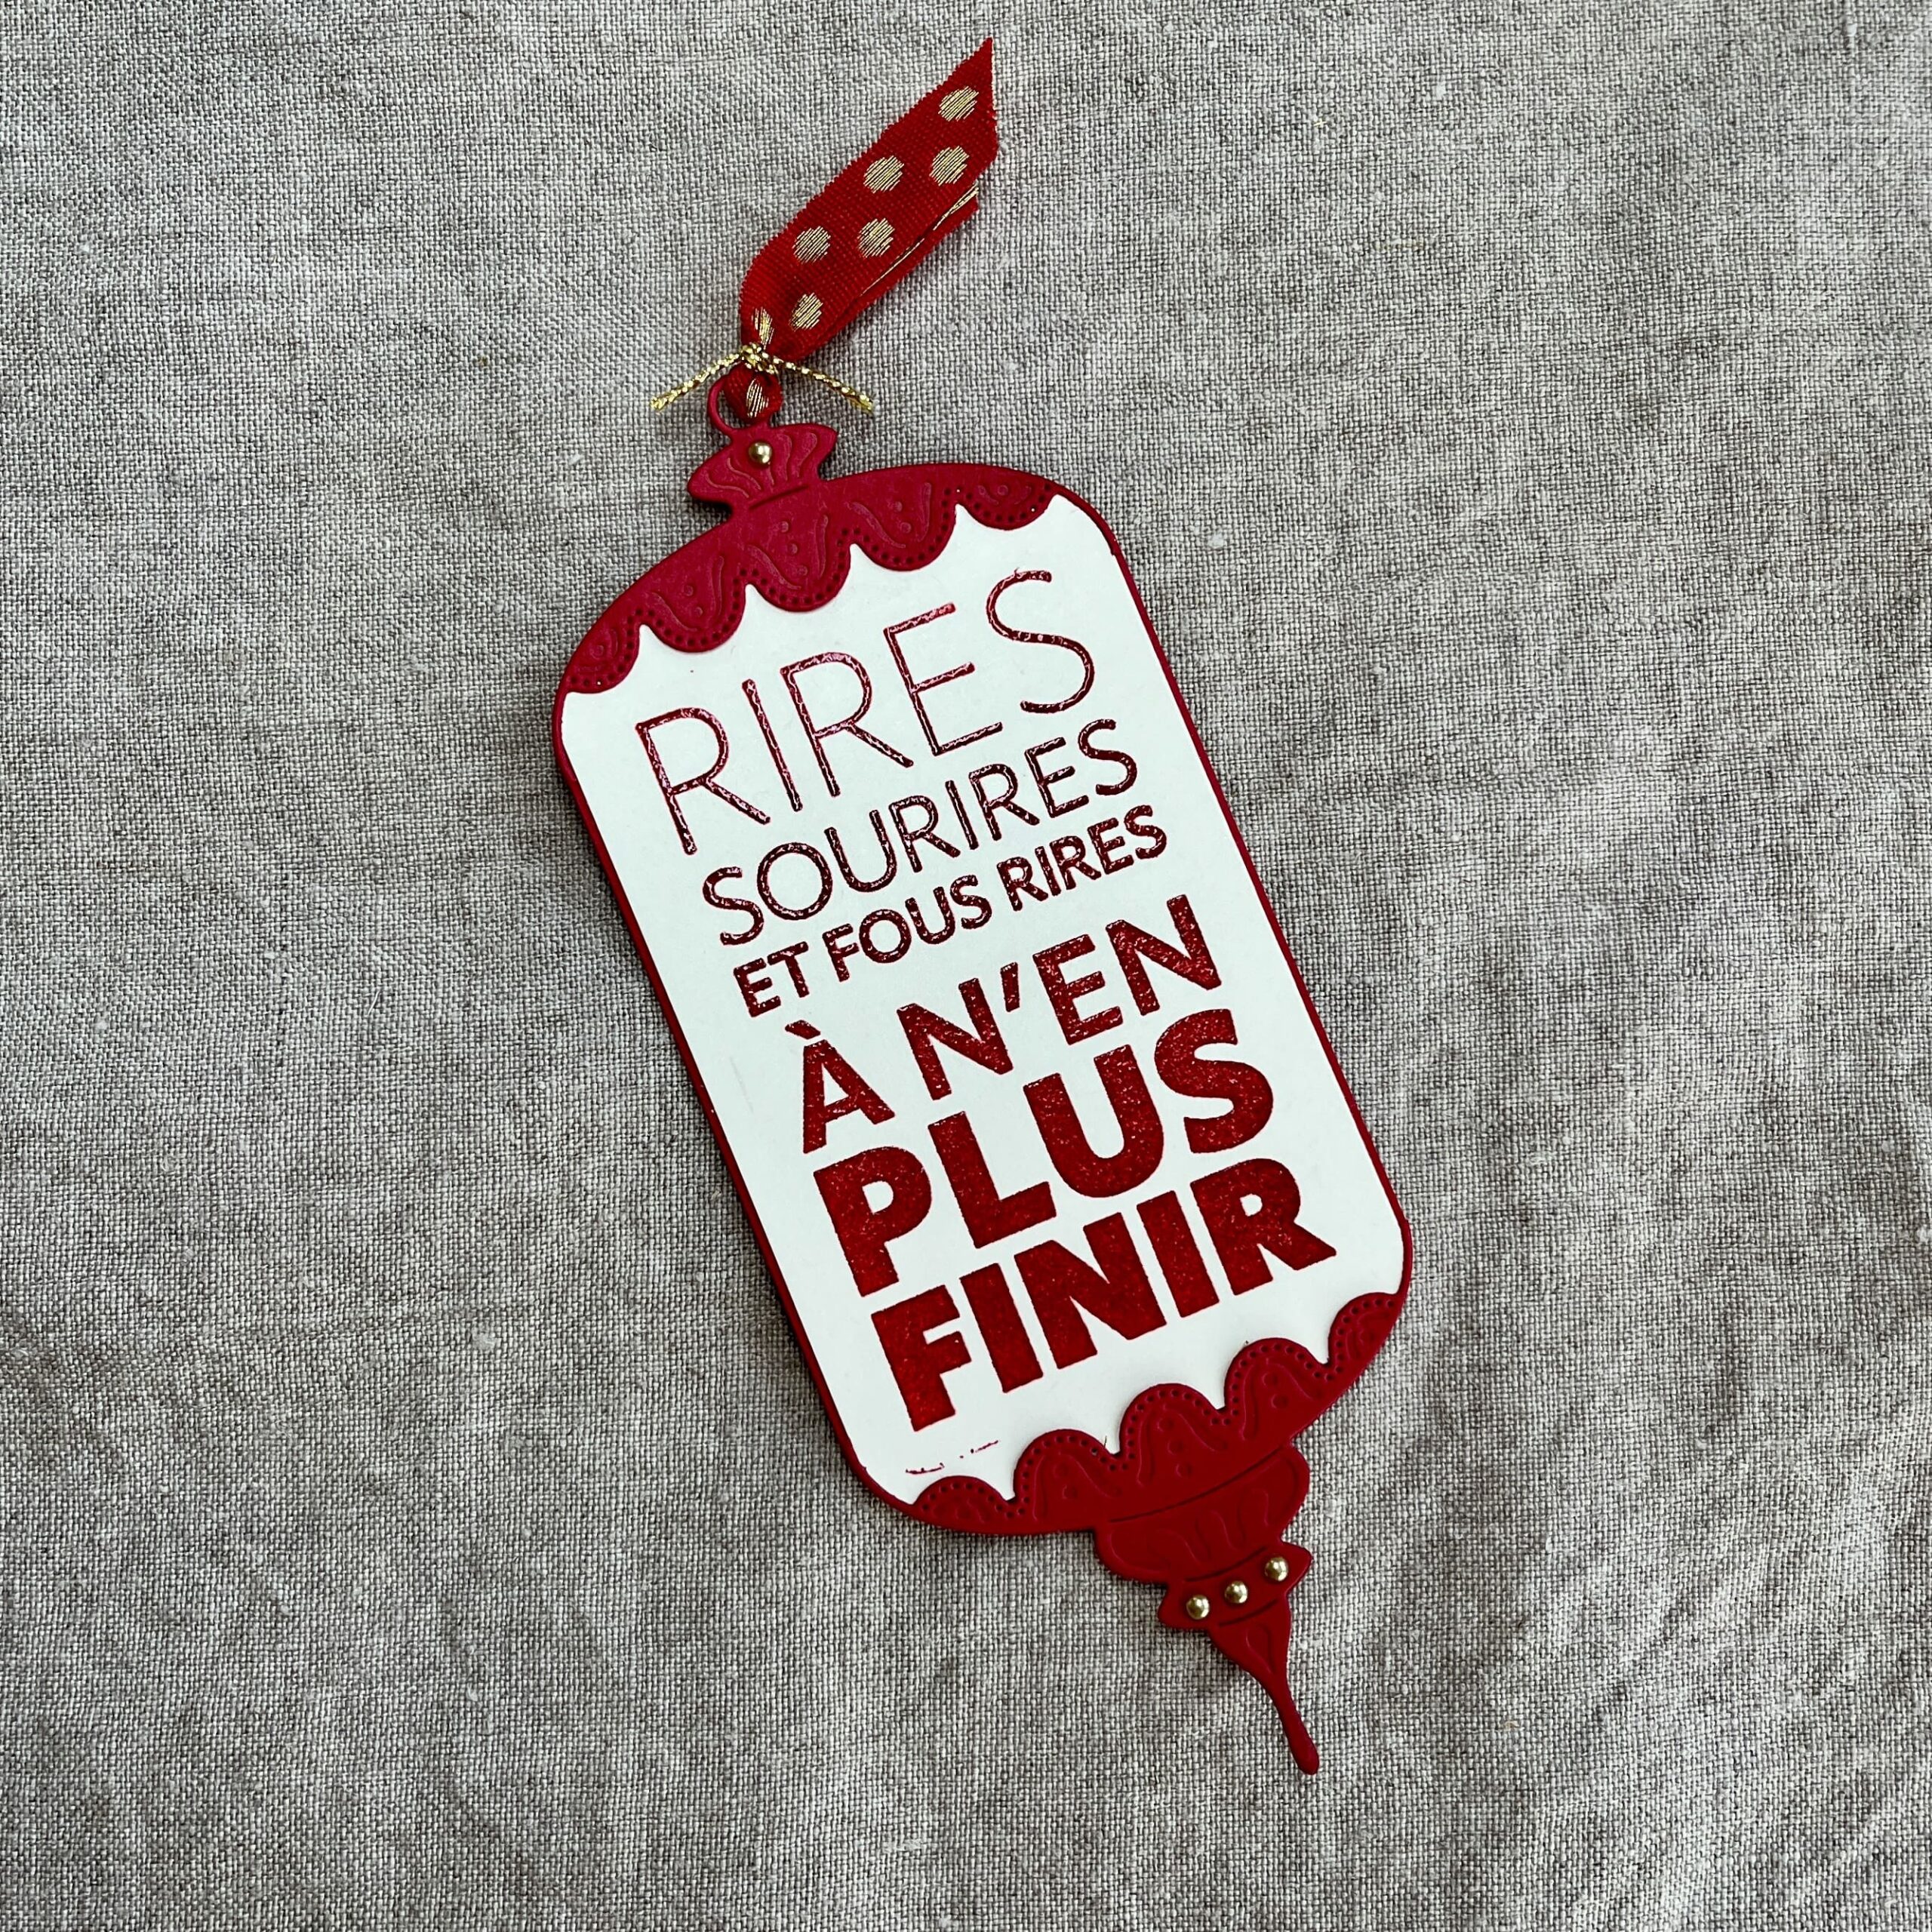 RIRES
SOURIRES
ET FOUS RIRES
À N'EN
PLUS
FINIR